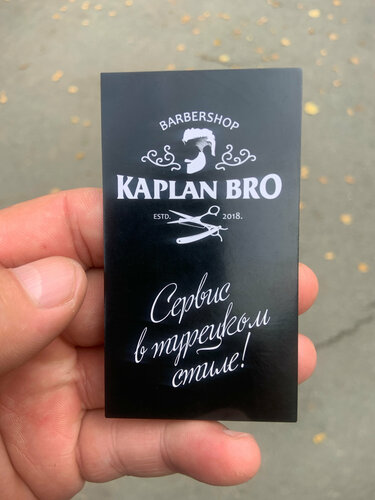 BARBERSHOP
KAPLAN BRO
ESTD. 2018.
Сервис
в турецком
стиле!